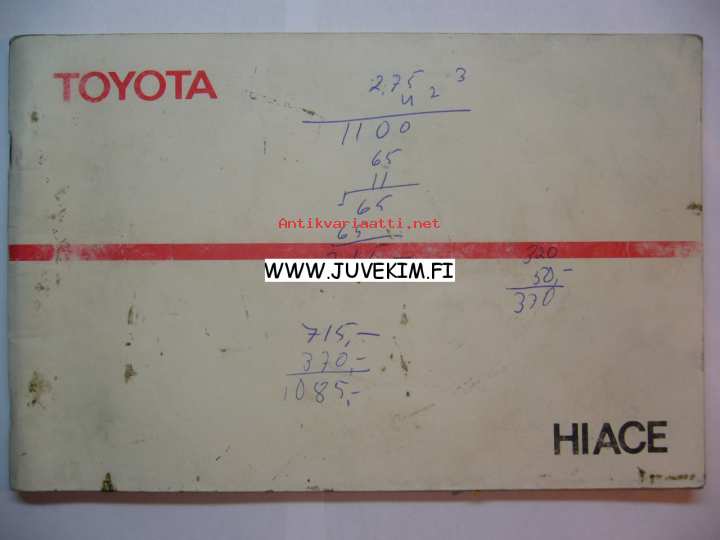 TOYOTA
2,75
4 2 3
1100
65
11
65
65
Antikvariaatti.net
320
50,-
370
WWW.JUVEKIM.FI
715,-
370,-
1085,-
HIACE